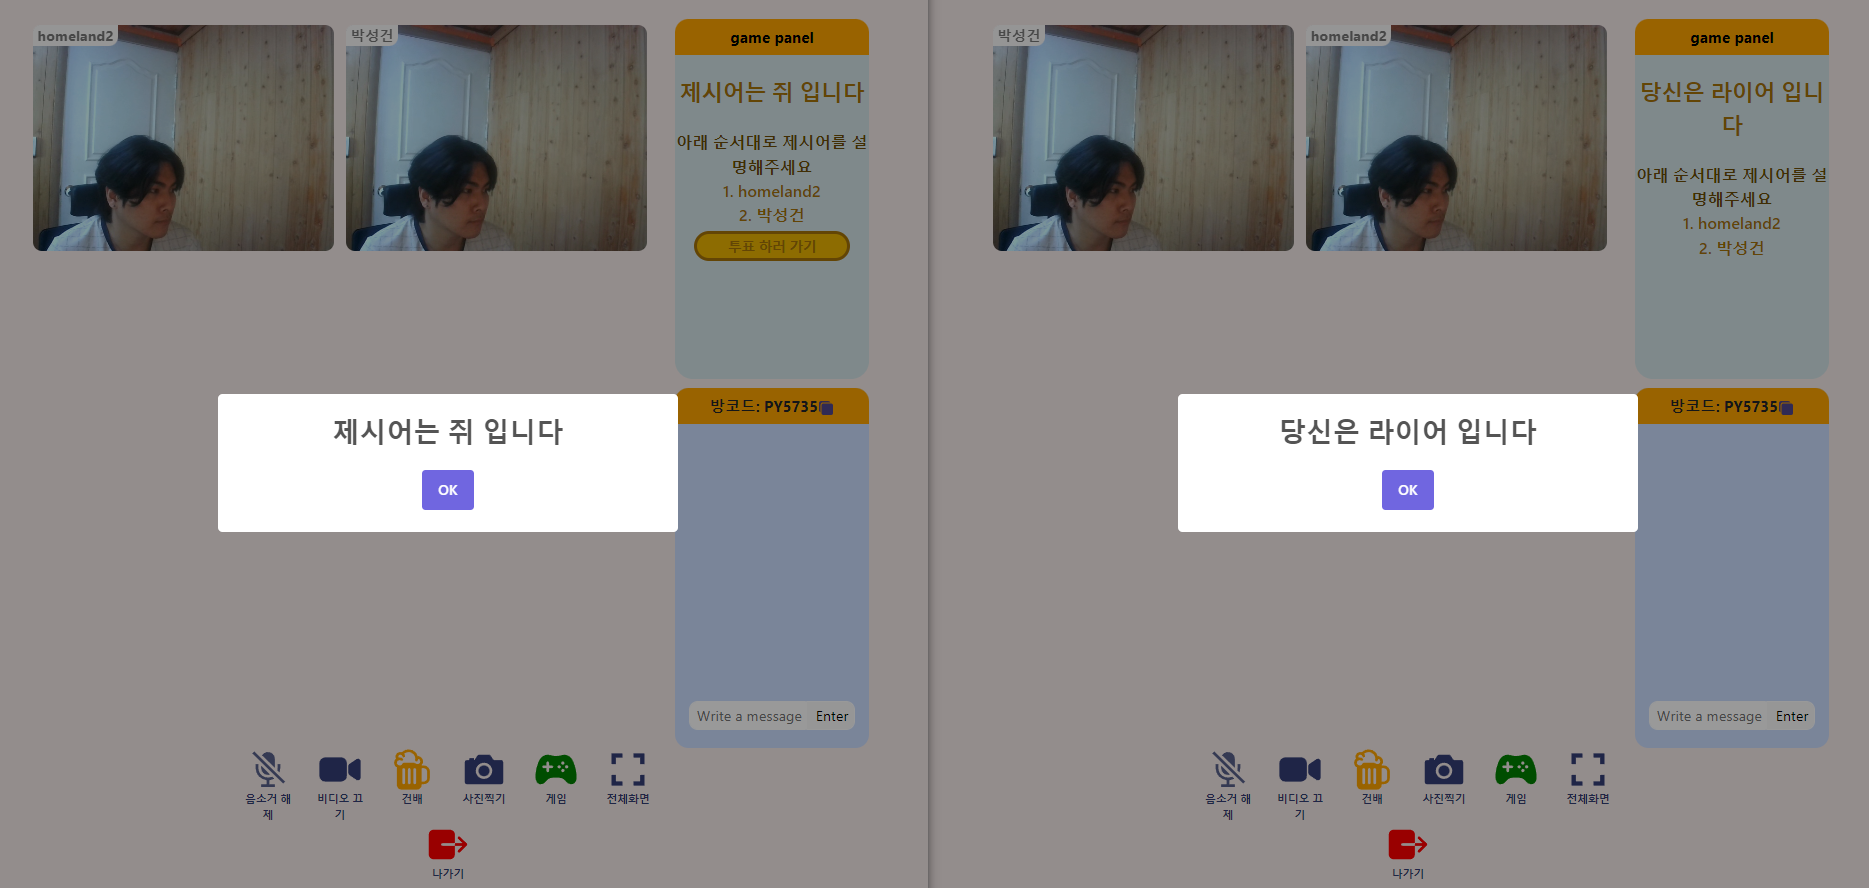 homeland2
박성건
game panel
제시어는 쥐 입니다
아래 순서대로 제시어를 설
명해주세요
1. homeland2
2. 박성건
투표 하러 가기
제시어는 쥐 입니다
OK
방코드: PY5735
Write a message
Enter
음소거 해
제
비디오 끄
기
건배
사진찍기
게임
전체화면
나가기
박성건
homeland2
game panel
당신은 라이어 입니
다
아래 순서대로 제시어를 설
명해주세요
1. homeland2
2. 박성건
당신은 라이어 입니다
OK
방코드: PY5735
Write a message
Enter
음소거 해
제
비디오 끄
기
건배
사진찍기
게임
전체화면
나가기